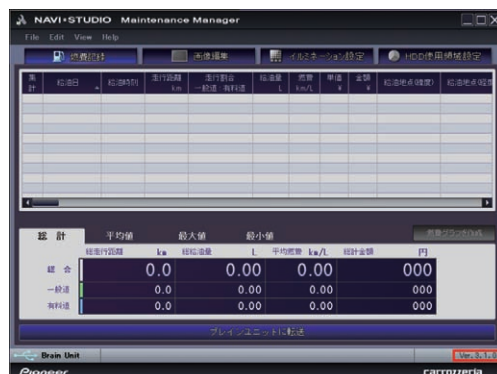 NAVI*STUDIO Maintenance Manager
File Edit View Help
燃費記録 画像編集 イルミネーション設定 HDD使用領域設定
集計 給油日 給油時刻 走行距離 km 走行割合 一般道・有料道 給油量 L 燃費 km/L 単価 ¥ 金額 ¥ 給油地点(緯度) 給油地点(経度
総計 平均値 最大値 最小値 燃費グラフ作成
総走行距離 km 総給油量 L 平均燃費 km/L 総計金額 円
総合 0.0 0.00 0.00 000
一般道 0.0 0.00 0.00 000
有料道 0.0 0.00 0.00 000
ブレインユニットに転送
Brain Unit Ver.3.1.0
Pioneer carrozzeria